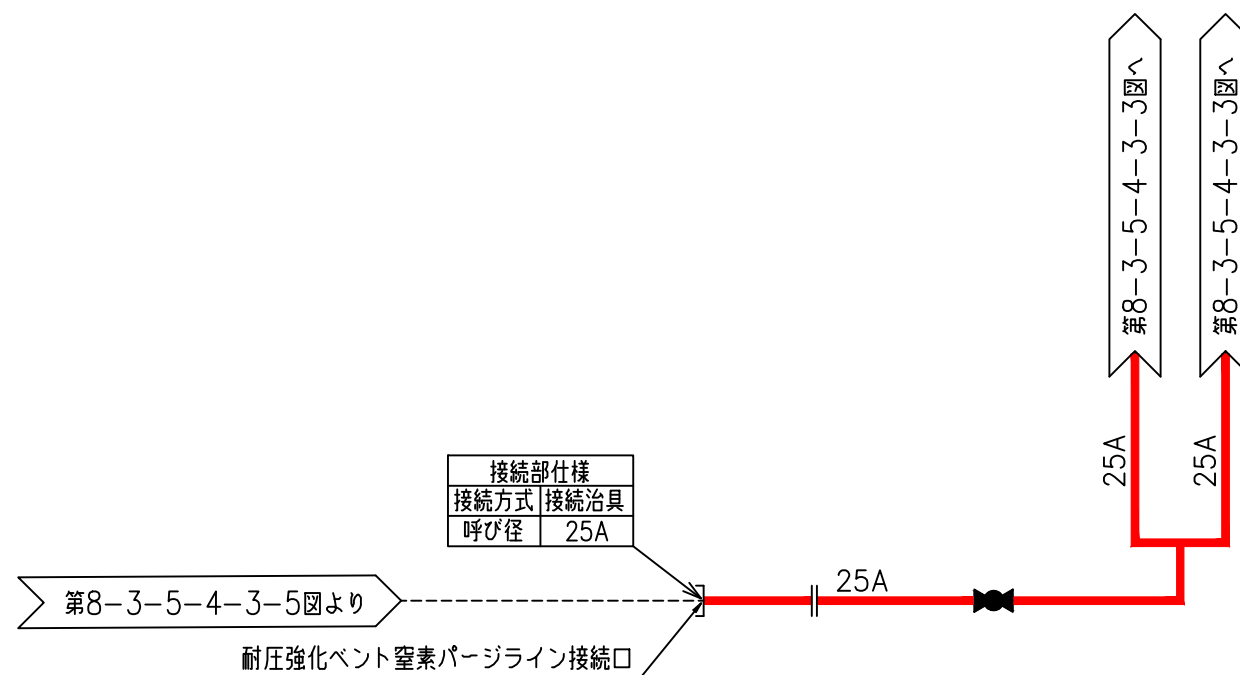 第8-3-5-4-3-3図へ
第8-3-5-4-3-3図へ
25A
25A
接続部仕様
接続方式 接続治具
呼び径 25A
25A
第8-3-5-4-3-5図より
耐圧強化ベント窒素パージライン接続口